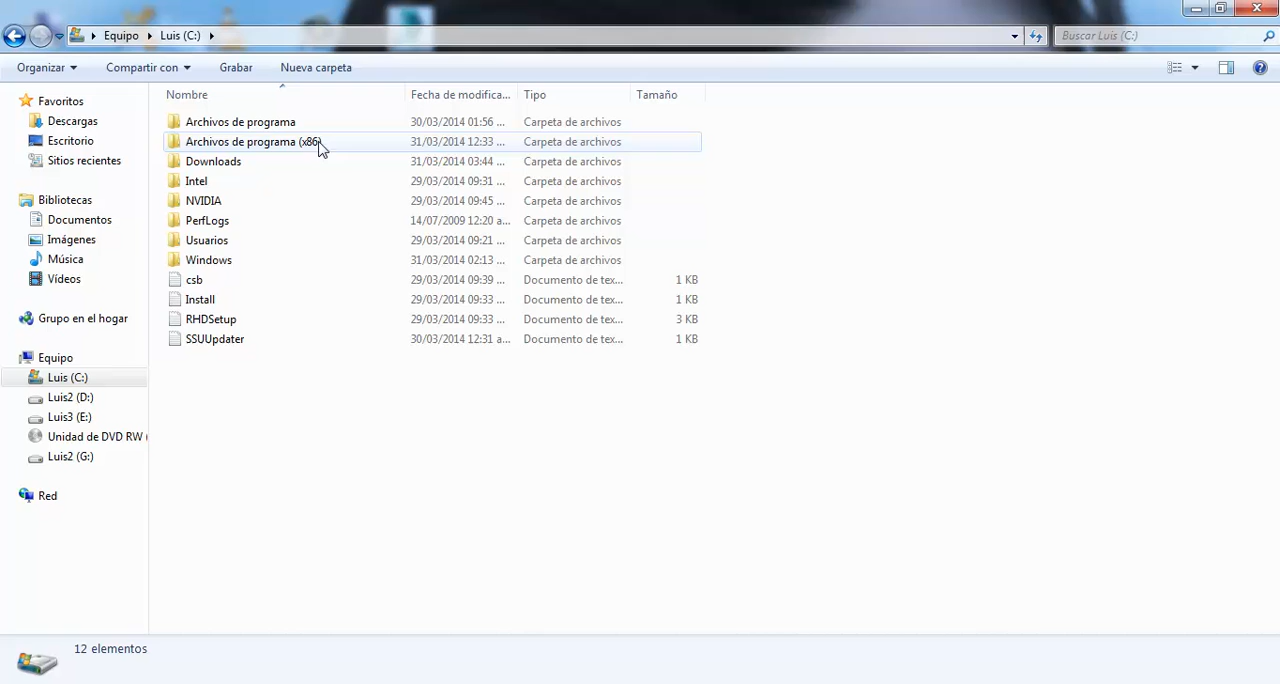 Equipo Luis (C:) Buscar Luis (C:)
Organizar Compartir con Grabar Nueva carpeta
Nombre Fecha de modifica... Tipo Tamaño
Favoritos
Descargas
Escritorio
Sitios recientes
Bibliotecas
Documentos
Imágenes
Música
Vídeos
Grupo en el hogar
Equipo
Luis (C:)
Luis2 (D:)
Luis3 (E:)
Unidad de DVD RW (
Luis2 (G:)
Red
Archivos de programa 30/03/2014 01:56 ... Carpeta de archivos
Archivos de programa (x86) 31/03/2014 12:33 ... Carpeta de archivos
Downloads 31/03/2014 03:44 ... Carpeta de archivos
Intel 29/03/2014 09:31 ... Carpeta de archivos
NVIDIA 29/03/2014 09:45 ... Carpeta de archivos
PerfLogs 14/07/2009 12:20 a... Carpeta de archivos
Usuarios 29/03/2014 09:21 ... Carpeta de archivos
Windows 31/03/2014 02:13 ... Carpeta de archivos
csb 29/03/2014 09:39 ... Documento de tex... 1 KB
Install 29/03/2014 09:33 ... Documento de tex... 1 KB
RHDSetup 29/03/2014 09:33 ... Documento de tex... 3 KB
SSUUpdater 30/03/2014 12:31 a... Documento de tex... 1 KB
12 elementos